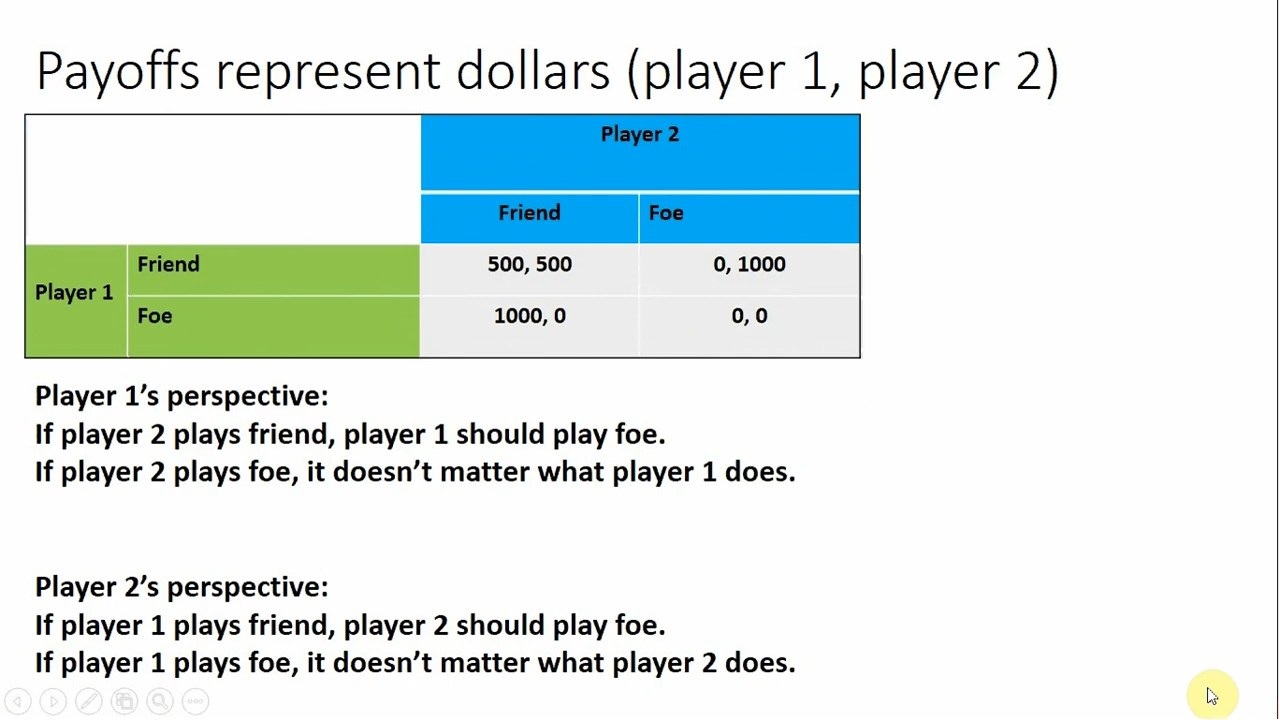 Payoffs represent dollars (player 1, player 2)
Player 2
Friend Foe
Friend 500, 500 0, 1000
Player 1
Foe 1000, 0 0, 0
Player 1’s perspective:
If player 2 plays friend, player 1 should play foe.
If player 2 plays foe, it doesn’t matter what player 1 does.
Player 2’s perspective:
If player 1 plays friend, player 2 should play foe.
If player 1 plays foe, it doesn’t matter what player 2 does.